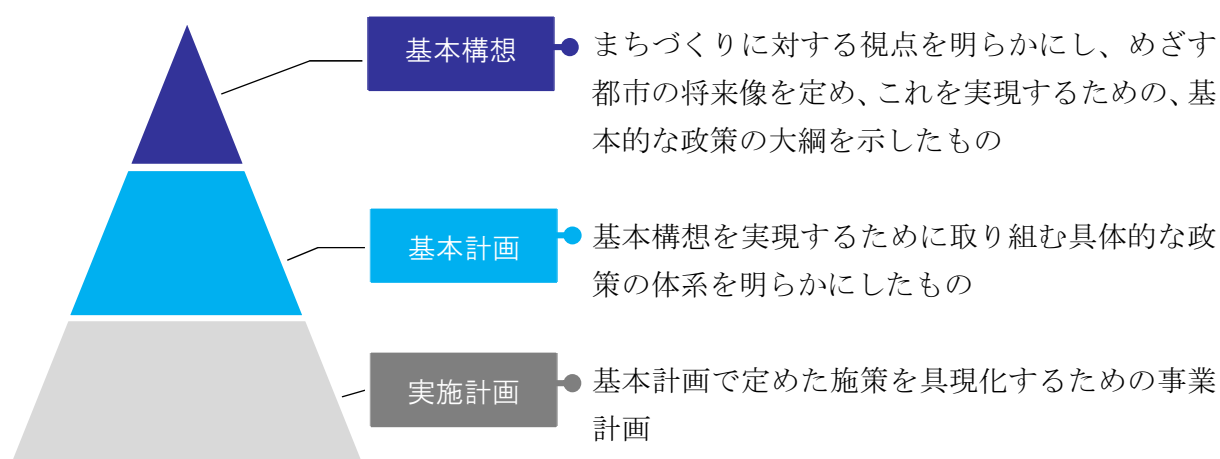 基本構想
まちづくりに対する視点を明らかにし、めざす
都市の将来像を定め、これを実現するための、基
本的な政策の大綱を示したもの
基本計画
基本構想を実現するために取り組む具体的な政
策の体系を明らかにしたもの
実施計画
基本計画で定めた施策を具現化するための事業
計画